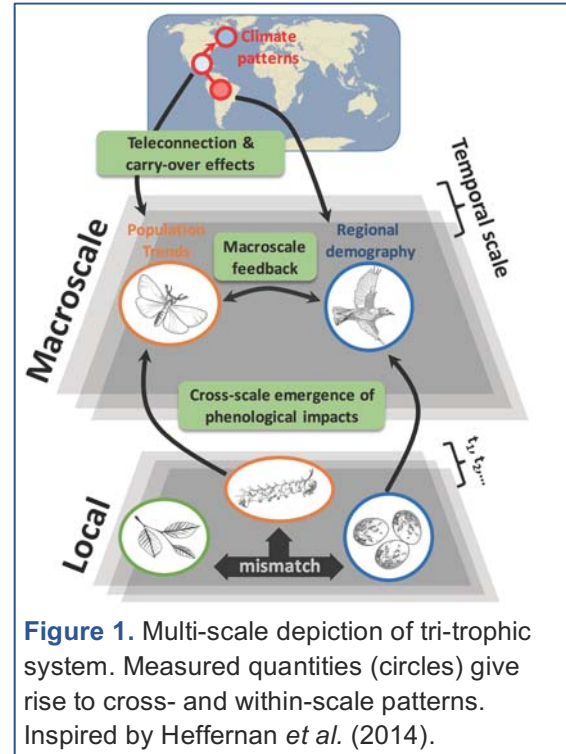 Climate
patterns
Teleconnection &
carry-over effects
Temporal scale
Macroscale
Population
Trends
Macroscale
feedback
Regional
demography
Cross-scale emergence of
phenological impacts
t1, t2,...
Local
mismatch
Figure 1. Multi-scale depiction of tri-trophic
system. Measured quantities (circles) give
rise to cross- and within-scale patterns.
Inspired by Heffernan et al. (2014).